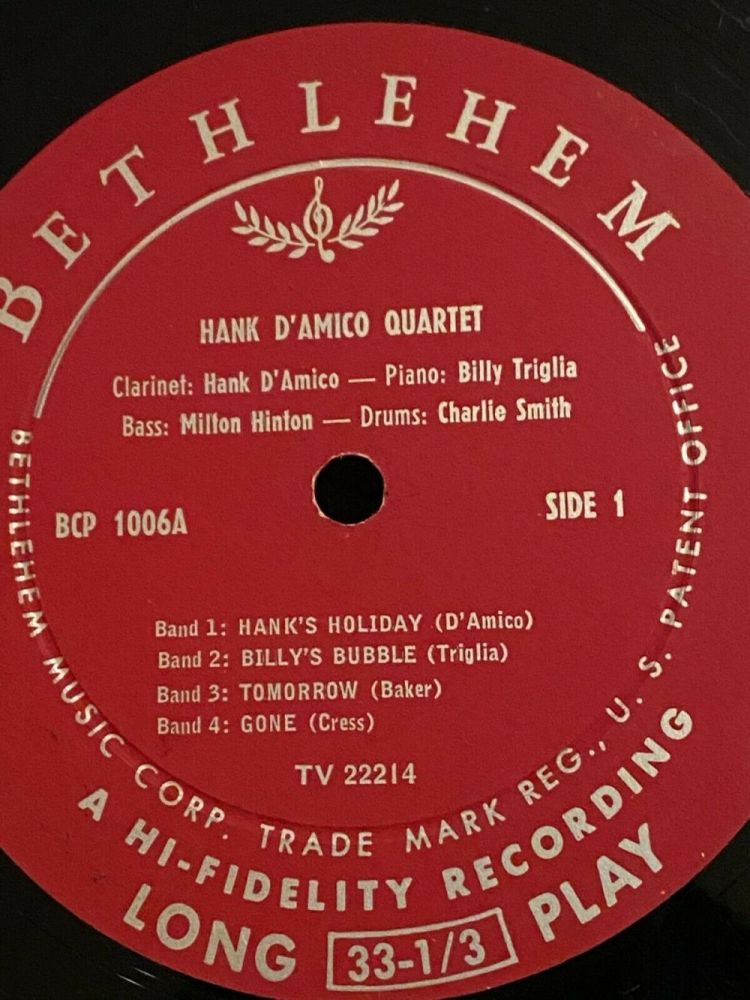 BETHLEHEM
HANK D'AMICO QUARTET
Clarinet: Hank D'Amico — Piano: Billy Triglia
Bass: Milton Hinton — Drums: Charlie Smith
BCP 1006A
SIDE 1
Band 1: HANK'S HOLIDAY (D'Amico)
Band 2: BILLY'S BUBBLE (Triglia)
Band 3: TOMORROW (Baker)
Band 4: GONE (Cress)
TV 22214
BETHLEHEM MUSIC CORP. TRADE MARK REG., U. S. PATENT OFFICE
A HI-FIDELITY RECORDING
LONG 33-1/3 PLAY